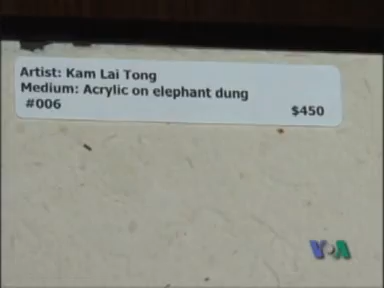 Artist: Kam Lai Tong
Medium: Acrylic on elephant dung
#006 $450
VOA